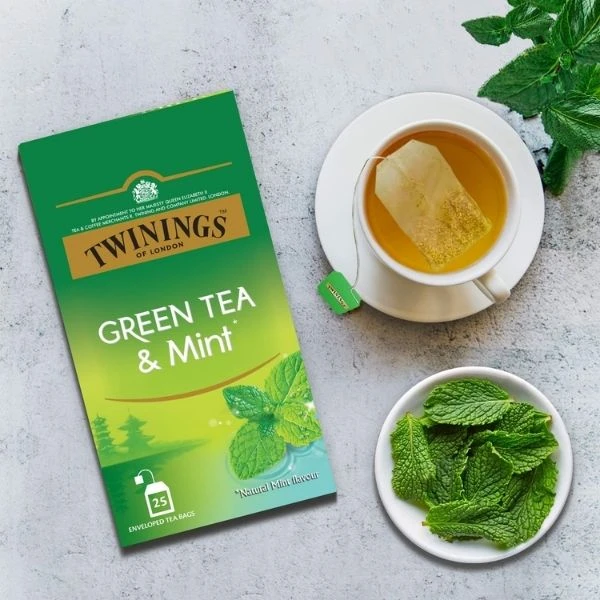 BY APPOINTMENT TO HER MAJESTY QUEEN ELIZABETH II
TEA & COFFEE MERCHANTS R. TWINING AND COMPANY LIMITED, LONDON.
TWININGS™
OF LONDON
GREEN TEA
& Mint*
*Natural Mint flavour
25
ENVELOPED TEA BAGS
TWININGS